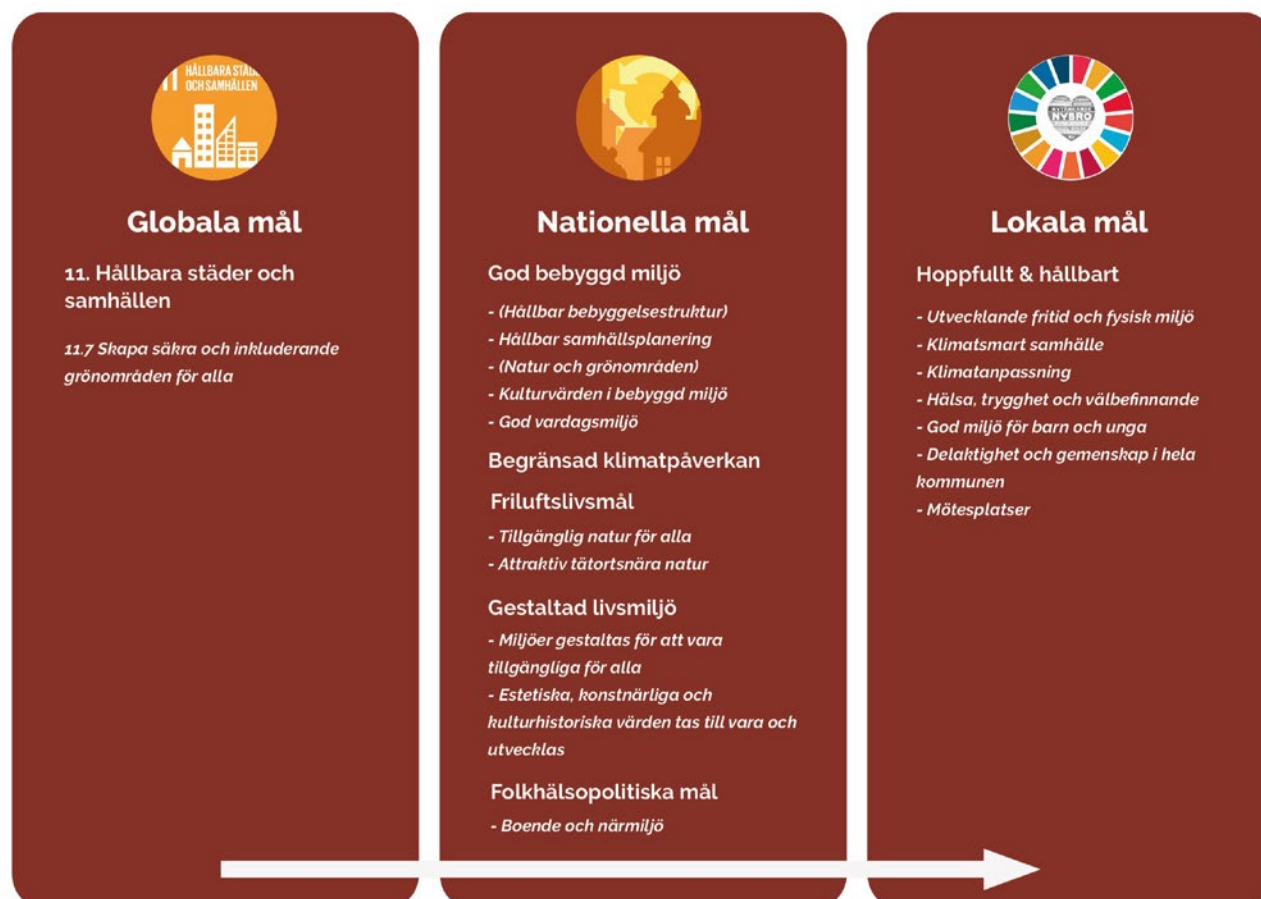 HÅLLBARA
OCH SAMHÄLLEN
Globala mål
11. Hållbara städer och
samhällen
11.7 Skapa säkra och inkluderande
grönområden för alla
Nationella mål
God bebyggd miljö
- (Hållbar bebyggelsestruktur)
- Hållbar samhällsplanering
- (Natur och grönområden)
- Kulturvärden i bebyggd miljö
- God vardagsmiljö
Begränsad klimatpåverkan
Friluftslivsmål
- Tillgänglig natur för alla
- Attraktiv tätortsnära natur
Gestaltad livsmiljö
- Miljöer gestaltas för att vara
tillgängliga för alla
- Estetiska, konstnärliga och
kulturhistoriska värden tas till vara och
utvecklas
Folkhälsopolitiska mål
- Boende och närmiljö
NYBRO
Lokala mål
Hoppfullt & hållbart
- Utvecklande fritid och fysisk miljö
- Klimatsmart samhälle
- Klimatanpassning
- Hälsa, trygghet och välbefinnande
- God miljö för barn och unga
- Delaktighet och gemenskap i hela
kommunen
- Mötesplatser